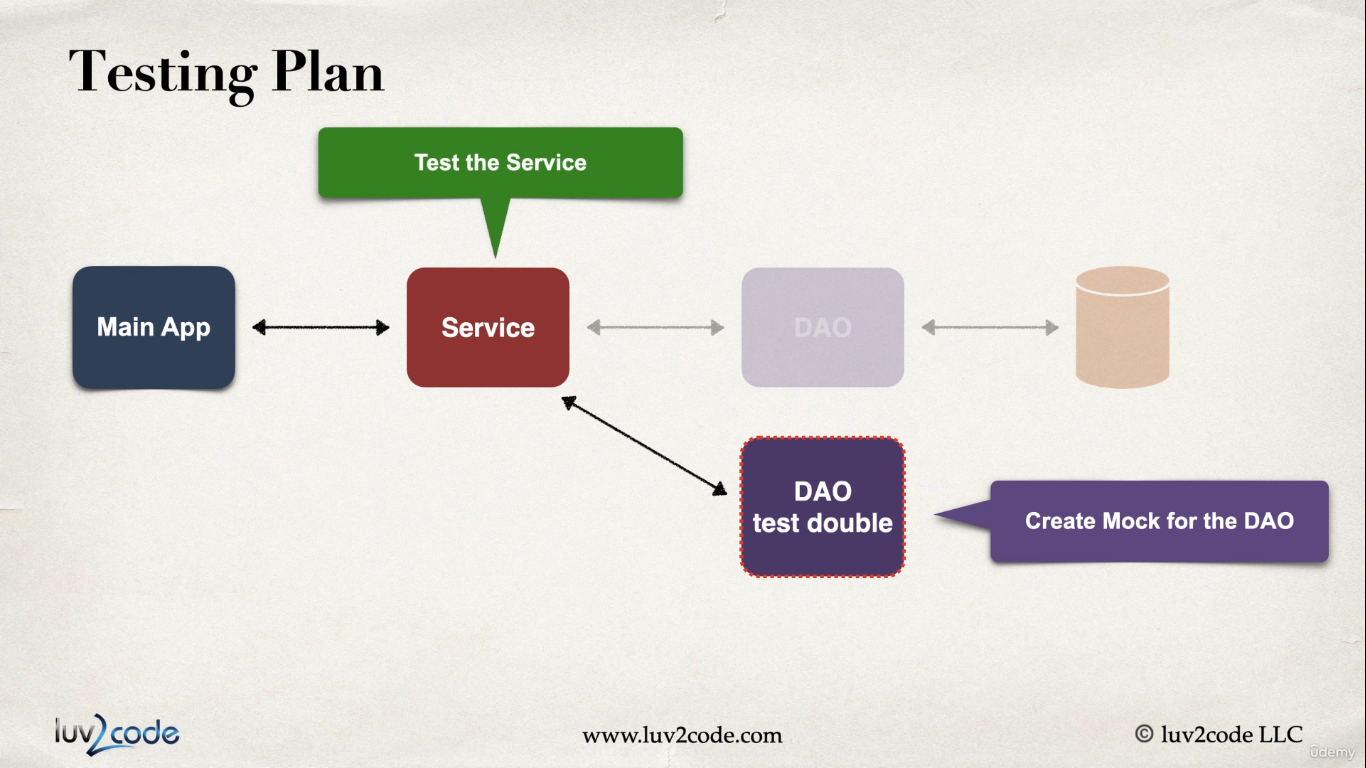 Testing Plan
Test the Service
Main App
Service
DAO
DAO
test double
Create Mock for the DAO
luv2code
www.luv2code.com
© luv2code LLC
ûdemy